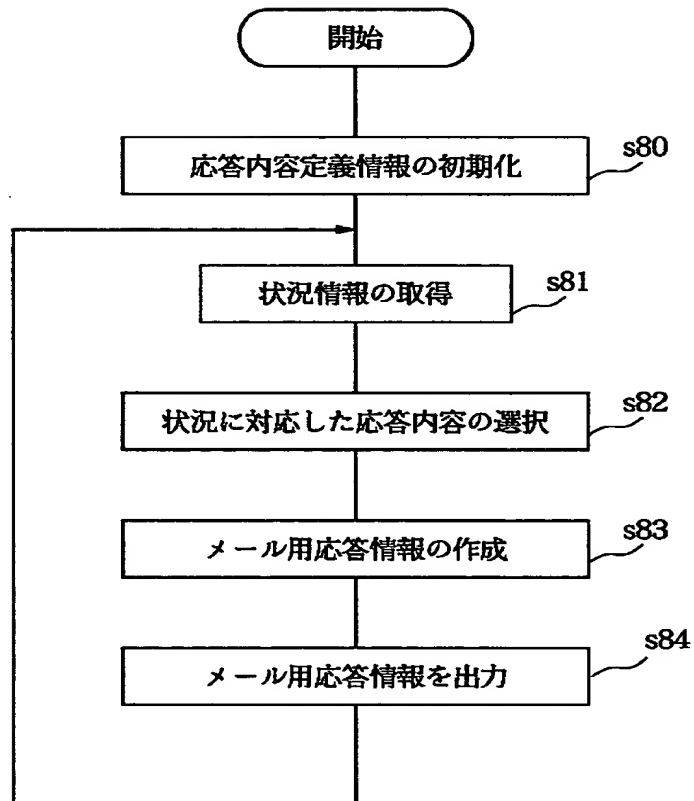 開始
応答内容定義情報の初期化
s80
状況情報の取得
s81
状況に対応した応答内容の選択
s82
メール用応答情報の作成
s83
メール用応答情報を出力
s84